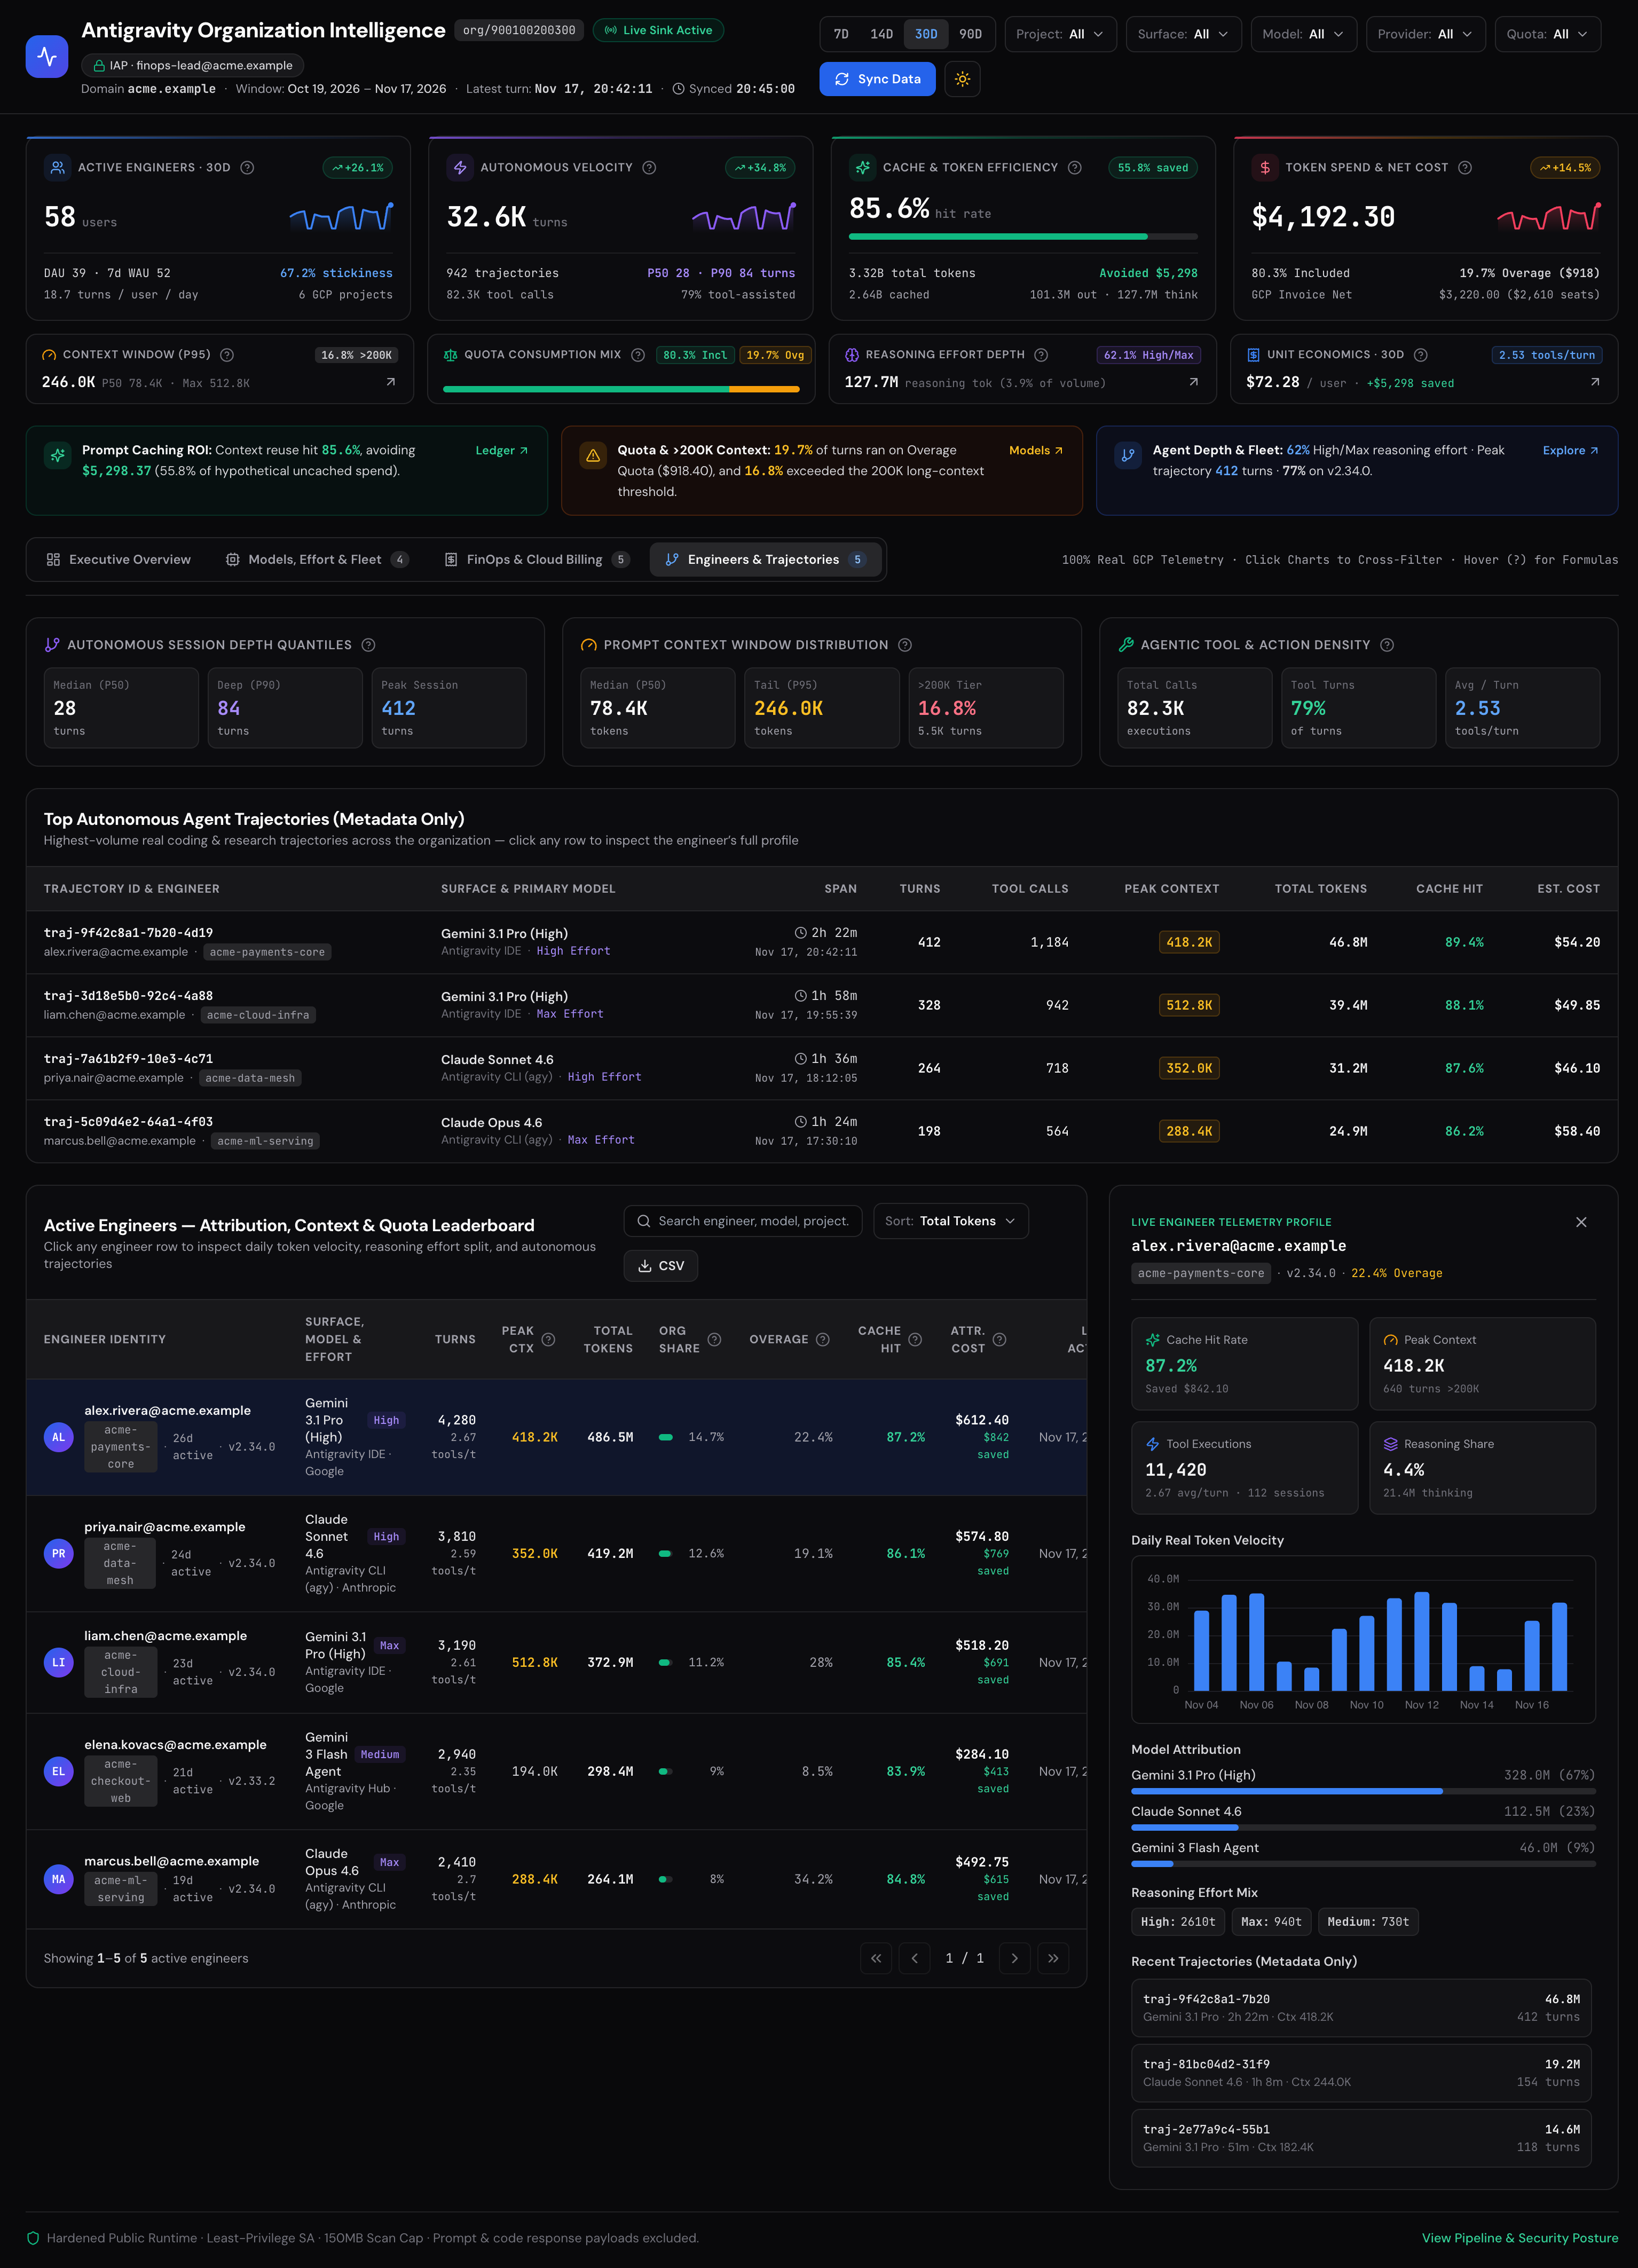 Antigravity Organization Intelligence org/900100200300 Live Sink Active
IAP · finops-lead@acme.example
Domain acme.example · Window: Oct 19, 2026 – Nov 17, 2026 · Latest turn: Nov 17, 20:42:11 · Synced 20:45:00
7D 14D 30D 90D Project: All Surface: All Model: All Provider: All Quota: All
Sync Data
ACTIVE ENGINEERS · 30D +26.1%
58 users
DAU 39 · 7d WAU 52 67.2% stickiness
18.7 turns / user / day 6 GCP projects
AUTONOMOUS VELOCITY +34.8%
32.6K turns
942 trajectories P50 28 · P90 84 turns
82.3K tool calls 79% tool-assisted
CACHE & TOKEN EFFICIENCY 55.8% saved
85.6% hit rate
3.32B total tokens Avoided $5,298
2.64B cached 101.3M out · 127.7M think
TOKEN SPEND & NET COST +14.5%
$4,192.30
80.3% Included 19.7% Overage ($918)
GCP Invoice Net $3,220.00 ($2,610 seats)
CONTEXT WINDOW (P95) 16.8% >200K
246.0K P50 78.4K · Max 512.8K
QUOTA CONSUMPTION MIX 80.3% Incl 19.7% Ovg
REASONING EFFORT DEPTH 62.1% High/Max
127.7M reasoning tok (3.9% of volume)
UNIT ECONOMICS · 30D 2.53 tools/turn
$72.28 / user · +$5,298 saved
Prompt Caching ROI: Context reuse hit 85.6%, avoiding
$5,298.37 (55.8% of hypothetical uncached spend).
Ledger
Quota & >200K Context: 19.7% of turns ran on Overage
Quota ($918.40), and 16.8% exceeded the 200K long-context
threshold.
Models
Agent Depth & Fleet: 62% High/Max reasoning effort · Peak
trajectory 412 turns · 77% on v2.34.0.
Explore
Executive Overview Models, Effort & Fleet 4 FinOps & Cloud Billing 5 Engineers & Trajectories 5
100% Real GCP Telemetry · Click Charts to Cross-Filter · Hover (?) for Formulas
AUTONOMOUS SESSION DEPTH QUANTILES
Median (P50) Deep (P90) Peak Session
28 84 412
turns turns turns
PROMPT CONTEXT WINDOW DISTRIBUTION
Median (P50) Tail (P95) >200K Tier
78.4K 246.0K 16.8%
tokens tokens 5.5K turns
AGENTIC TOOL & ACTION DENSITY
Total Calls Tool Turns Avg / Turn
82.3K 79% 2.53
executions of turns tools/turn
Top Autonomous Agent Trajectories (Metadata Only)
Highest-volume real coding & research trajectories across the organization — click any row to inspect the engineer's full profile
TRAJECTORY ID & ENGINEER SURFACE & PRIMARY MODEL SPAN TURNS TOOL CALLS PEAK CONTEXT TOTAL TOKENS CACHE HIT EST. COST
traj-9f42c8a1-7b20-4d19 Gemini 3.1 Pro (High) 2h 22m 412 1,184 418.2K 46.8M 89.4% $54.20
alex.rivera@acme.example · acme-payments-core Antigravity IDE · High Effort Nov 17, 20:42:11
traj-3d18e5b0-92c4-4a88 Gemini 3.1 Pro (High) 1h 58m 328 942 512.8K 39.4M 88.1% $49.85
liam.chen@acme.example · acme-cloud-infra Antigravity IDE · Max Effort Nov 17, 19:55:39
traj-7a61b2f9-10e3-4c71 Claude Sonnet 4.6 1h 36m 264 718 352.0K 31.2M 87.6% $46.10
priya.nair@acme.example · acme-data-mesh Antigravity CLI (agy) · High Effort Nov 17, 18:12:05
traj-5c09d4e2-64a1-4f03 Claude Opus 4.6 1h 24m 198 564 288.4K 24.9M 86.2% $58.40
marcus.bell@acme.example · acme-ml-serving Antigravity CLI (agy) · Max Effort Nov 17, 17:30:10
Active Engineers — Attribution, Context & Quota Leaderboard
Click any engineer row to inspect daily token velocity, reasoning effort split, and autonomous
trajectories
Search engineer, model, project. Sort: Total Tokens
CSV
ENGINEER IDENTITY SURFACE, MODEL & EFFORT TURNS PEAK CTX TOTAL TOKENS ORG SHARE OVERAGE CACHE HIT ATTR. COST L
AC
AL alex.rivera@acme.example acme-payments-core · 26d active · v2.34.0
Gemini 3.1 Pro (High) High Antigravity IDE · Google
4,280 2.67 tools/t 418.2K 486.5M 14.7% 22.4% 87.2% $612.40 $842 saved Nov 17, 2
PR priya.nair@acme.example acme-data-mesh · 24d active · v2.34.0
Claude Sonnet 4.6 High Antigravity CLI (agy) · Anthropic
3,810 2.59 tools/t 352.0K 419.2M 12.6% 19.1% 86.1% $574.80 $769 saved Nov 17, 2
LI liam.chen@acme.example acme-cloud-infra · 23d active · v2.34.0
Gemini 3.1 Pro (High) Max Antigravity IDE · Google
3,190 2.61 tools/t 512.8K 372.9M 11.2% 28% 85.4% $518.20 $691 saved Nov 17, 2
EL elena.kovacs@acme.example acme-checkout-web · 21d active · v2.33.2
Gemini 3 Flash Agent Medium Antigravity Hub · Google
2,940 2.35 tools/t 194.0K 298.4M 9% 8.5% 83.9% $284.10 $413 saved Nov 17, 2
MA marcus.bell@acme.example acme-ml-serving · 19d active · v2.34.0
Claude Opus 4.6 Max Antigravity CLI (agy) · Anthropic
2,410 2.7 tools/t 288.4K 264.1M 8% 34.2% 84.8% $492.75 $615 saved Nov 17, 2
Showing 1–5 of 5 active engineers 1 / 1
LIVE ENGINEER TELEMETRY PROFILE
alex.rivera@acme.example
acme-payments-core · v2.34.0 · 22.4% Overage
Cache Hit Rate
87.2%
Saved $842.10
Peak Context
418.2K
640 turns >200K
Tool Executions
11,420
2.67 avg/turn · 112 sessions
Reasoning Share
4.4%
21.4M thinking
Daily Real Token Velocity
40.0M
30.0M
20.0M
10.0M
0
Nov 04 Nov 06 Nov 08 Nov 10 Nov 12 Nov 14 Nov 16
Model Attribution
Gemini 3.1 Pro (High) 328.0M (67%)
Claude Sonnet 4.6 112.5M (23%)
Gemini 3 Flash Agent 46.0M (9%)
Reasoning Effort Mix
High: 2610t Max: 940t Medium: 730t
Recent Trajectories (Metadata Only)
traj-9f42c8a1-7b20 46.8M
Gemini 3.1 Pro · 2h 22m · Ctx 418.2K 412 turns
traj-81bc04d2-31f9 19.2M
Claude Sonnet 4.6 · 1h 8m · Ctx 244.0K 154 turns
traj-2e77a9c4-55b1 14.6M
Gemini 3.1 Pro · 51m · Ctx 182.4K 118 turns
Hardened Public Runtime · Least-Privilege SA · 150MB Scan Cap · Prompt & code response payloads excluded.
View Pipeline & Security Posture